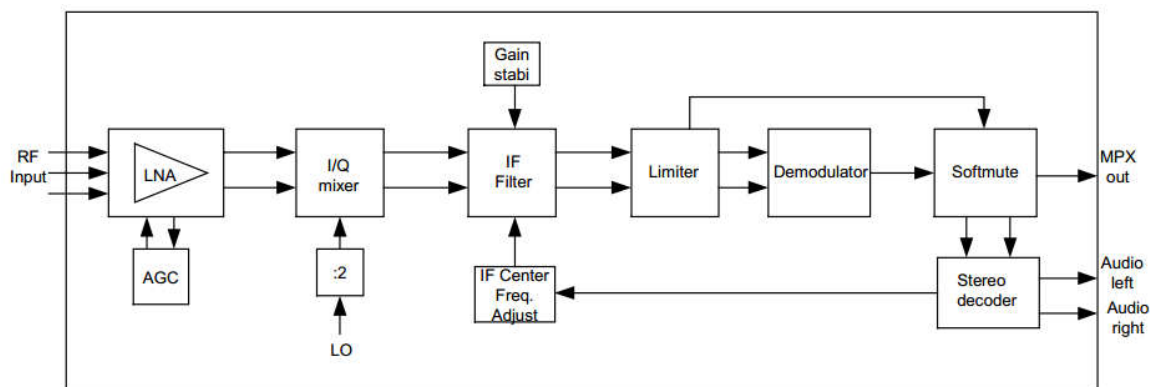 Gain
stabi
RF
Input
LNA
I/Q
mixer
IF
Filter
Limiter
Demodulator
Softmute
MPX
out
AGC
:2
IF Center
Freq.
Adjust
Stereo
decoder
Audio
left
Audio
right
LO